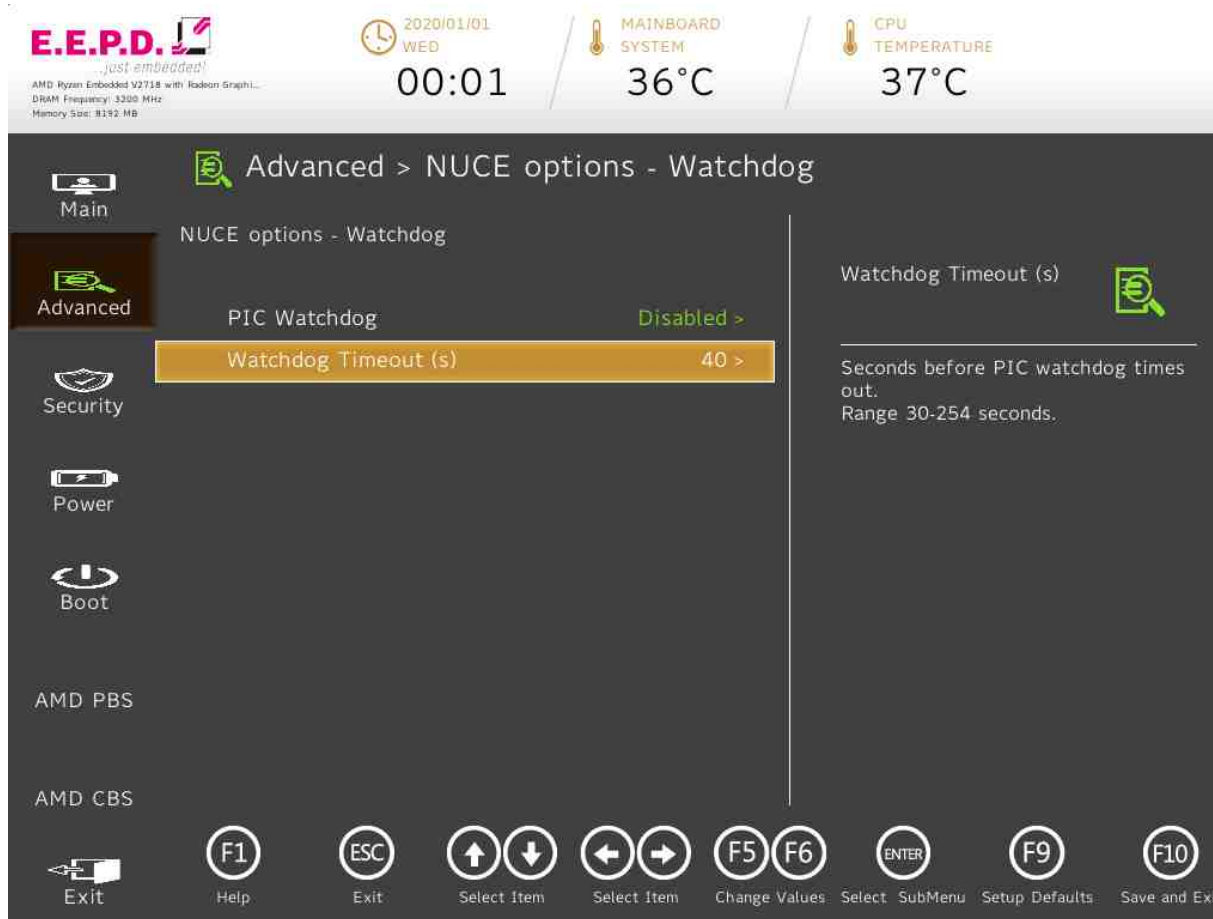 E.E.P.D.
...just embedded!
AMD Ryzen Embedded V2718 with Radeon Graphi...
DRAM Frequency: 3200 MHz
Memory Size: 8192 MB
2020/01/01
WED
00:01
MAINBOARD
SYSTEM
36°C
CPU
TEMPERATURE
37°C
Main
Advanced
Security
Power
Boot
AMD PBS
AMD CBS
Exit
Advanced > NUCE options - Watchdog
NUCE options - Watchdog
PIC Watchdog Disabled >
Watchdog Timeout (s) 40 >
Watchdog Timeout (s)
Seconds before PIC watchdog times
out.
Range 30-254 seconds.
F1
Help
ESC
Exit
Select Item
Select Item
F5 F6
Change Values
ENTER
Select SubMenu
F9
Setup Defaults
F10
Save and Ex